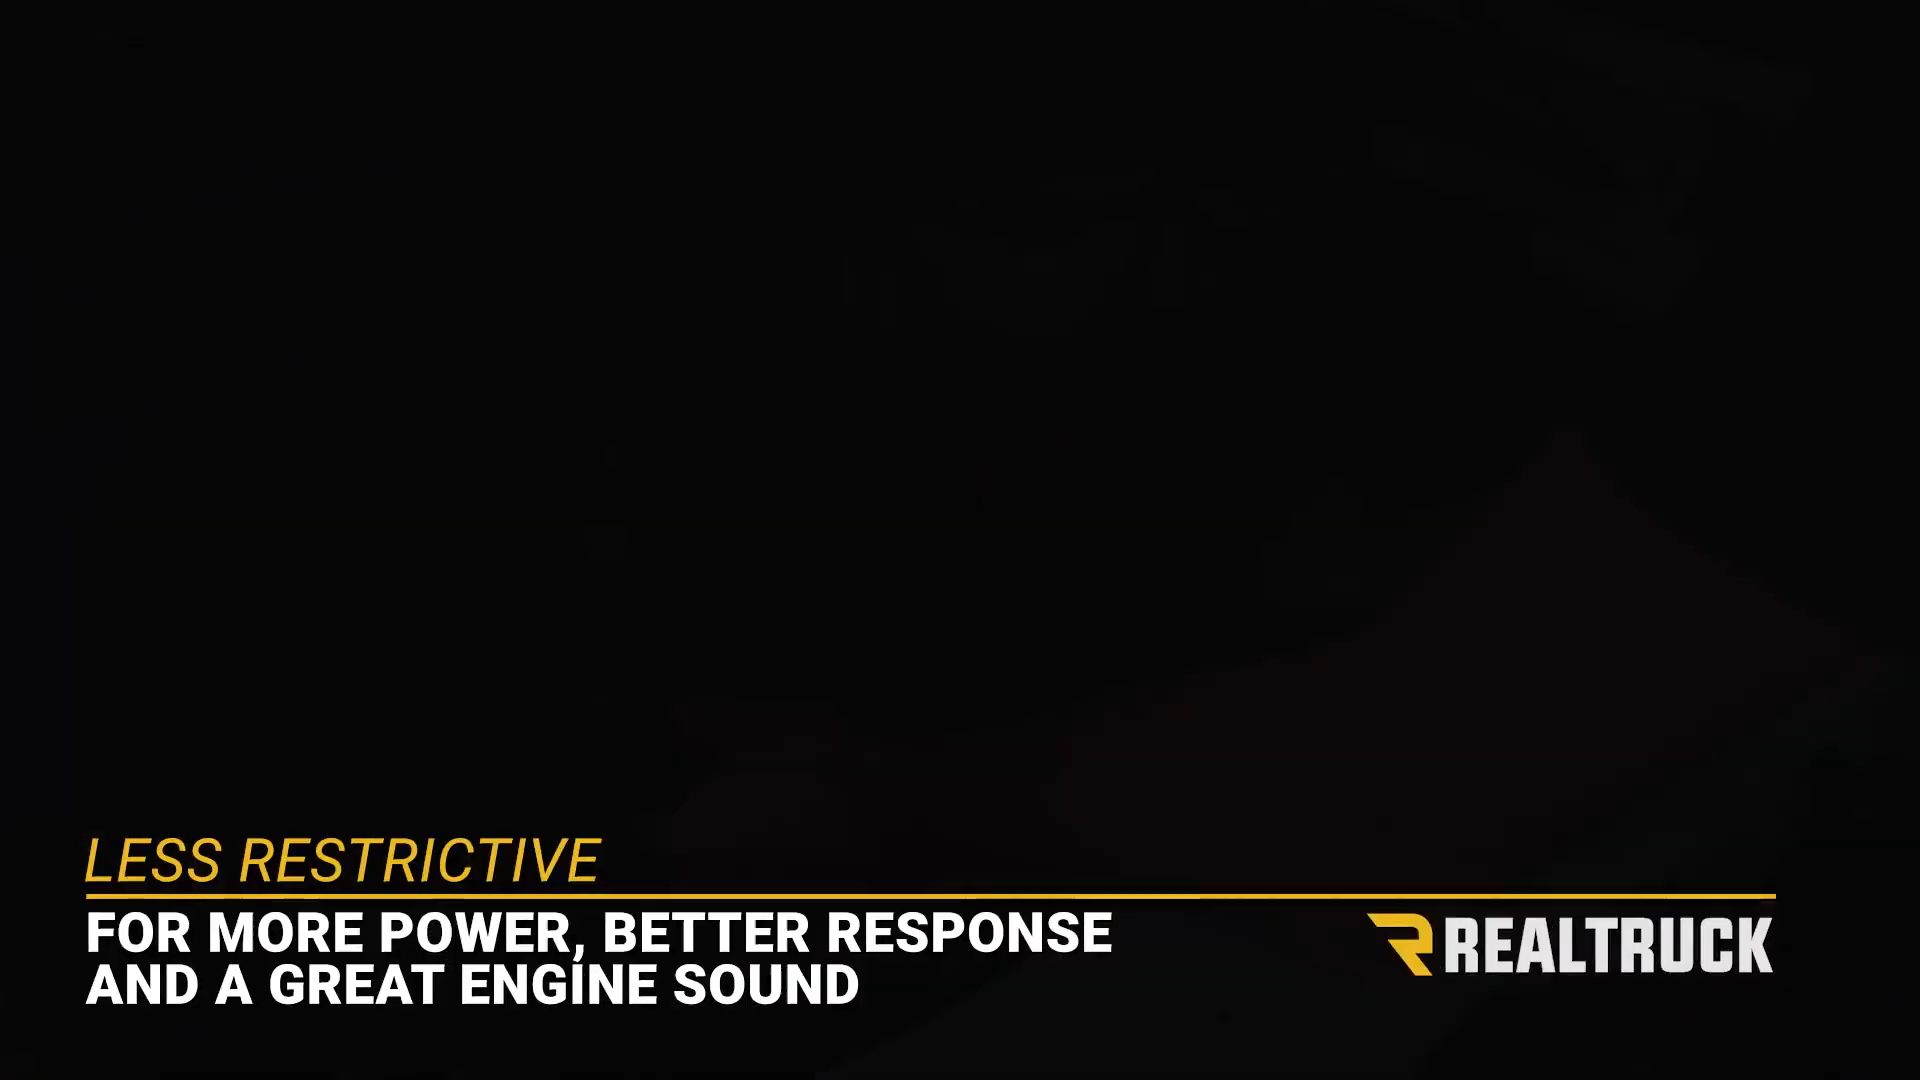 LESS RESTRICTIVE
FOR MORE POWER, BETTER RESPONSE
AND A GREAT ENGINE SOUND
REALTRUCK